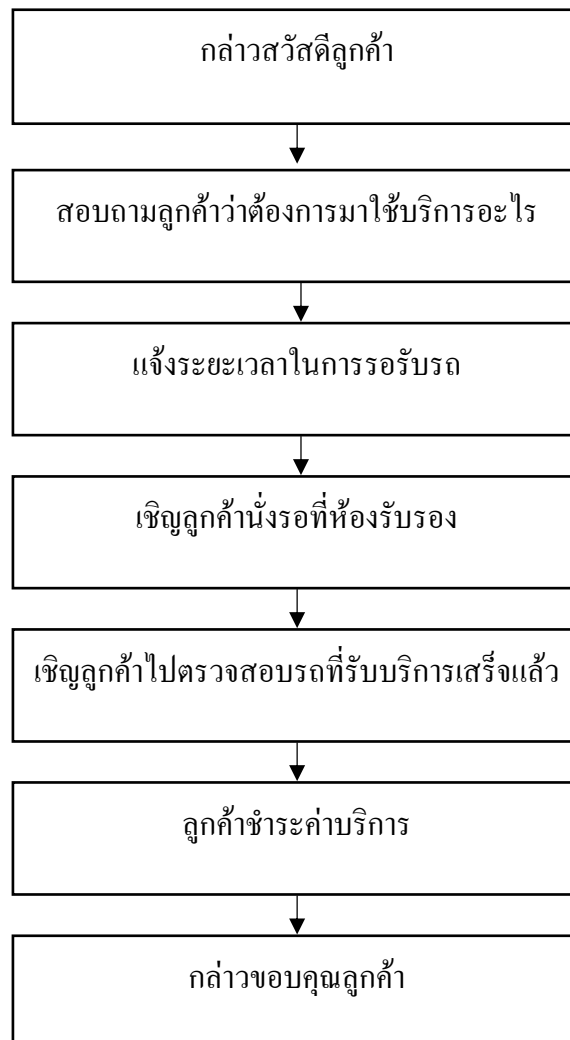 กล่าวสวัสดีลูกค้า
สอบถามลูกค้าว่าต้องการมาใช้บริการอะไร
แจ้งระยะเวลาในการรอรับรถ
เชิญลูกค้านั่งรอที่ห้องรับรอง
เชิญลูกค้าไปตรวจสอบรถที่รับบริการเสร็จแล้ว
ลูกค้าชำระค่าบริการ
กล่าวขอบคุณลูกค้า